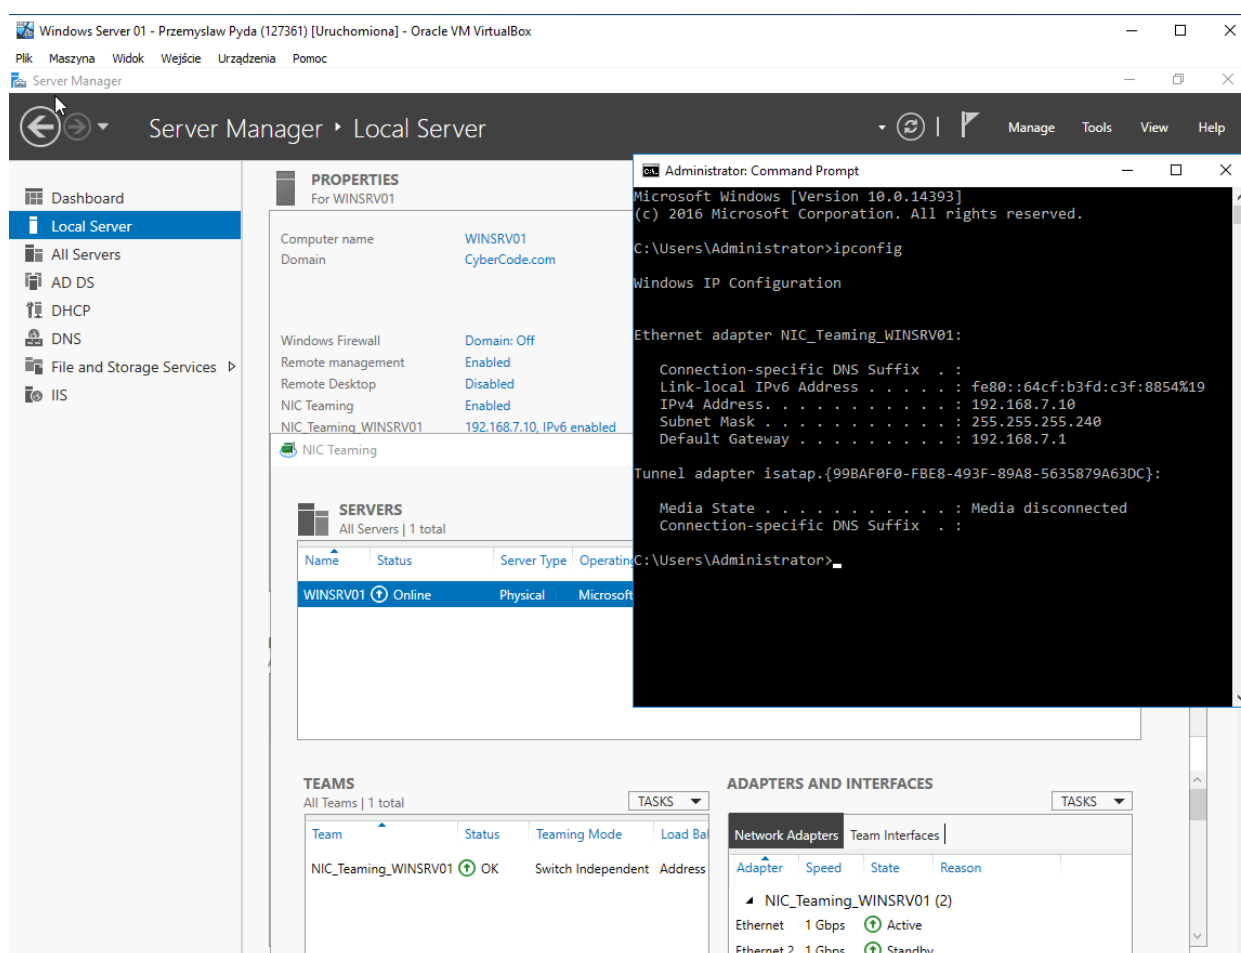 Windows Server 01 - Przemyslaw Pyda (127361) [Uruchomiona] - Oracle VM VirtualBox
Plik Maszyna Widok Wejście Urządzenia Pomoc
Server Manager
Server Manager Local Server
Manage Tools View Help
Dashboard
Local Server
All Servers
AD DS
DHCP
DNS
File and Storage Services
IIS
PROPERTIES
For WINSRV01
Computer name WINSRV01
Domain CyberCode.com
Windows Firewall Domain: Off
Remote management Enabled
Remote Desktop Disabled
NIC Teaming Enabled
NIC_Teaming_WINSRV01 192.168.7.10, IPv6 enabled
Administrator: Command Prompt
Microsoft Windows [Version 10.0.14393]
(c) 2016 Microsoft Corporation. All rights reserved.
C:\Users\Administrator>ipconfig
Windows IP Configuration
Ethernet adapter NIC_Teaming_WINSRV01:
Connection-specific DNS Suffix . :
Link-local IPv6 Address . . . . . : fe80::64cf:b3fd:c3f:8854%19
IPv4 Address. . . . . . . . . . . : 192.168.7.10
Subnet Mask . . . . . . . . . . . : 255.255.255.240
Default Gateway . . . . . . . . . : 192.168.7.1
Tunnel adapter isatap.{99BAF0F0-FBE8-493F-89A8-5635879A63DC}:
Media State . . . . . . . . . . . : Media disconnected
Connection-specific DNS Suffix . :
C:\Users\Administrator>
NIC Teaming
SERVERS
All Servers | 1 total
Name Status Server Type Operating
WINSRV01 Online Physical Microsoft
TEAMS
All Teams | 1 total
TASKS
Team Status Teaming Mode Load Bal
NIC_Teaming_WINSRV01 OK Switch Independent Address
ADAPTERS AND INTERFACES
TASKS
Network Adapters Team Interfaces
Adapter Speed State Reason
NIC_Teaming_WINSRV01 (2)
Ethernet 1 Gbps Active
Ethernet 2 1 Gbps Standby